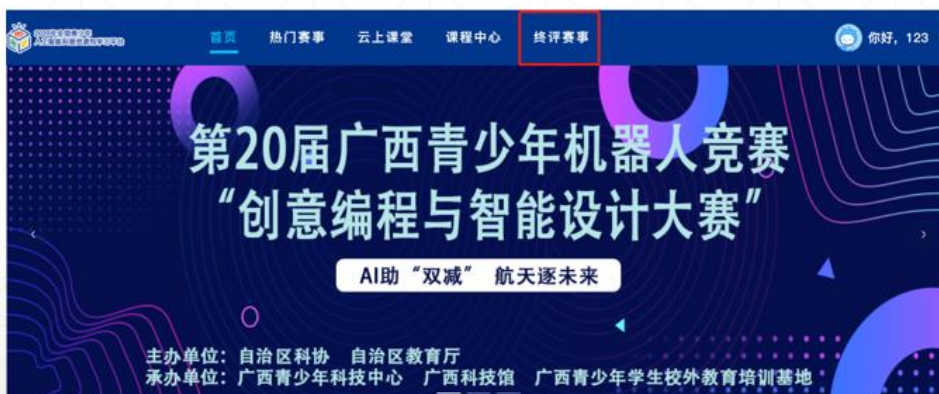 首页 热门赛事 云上课堂 课程中心 终评赛事 你好，123
第20届广西青少年机器人竞赛
“创意编程与智能设计大赛”
AI助“双减” 航天逐未来
主办单位：自治区科协 自治区教育厅
承办单位：广西青少年科技中心 广西科技馆 广西青少年学生校外教育培训基地